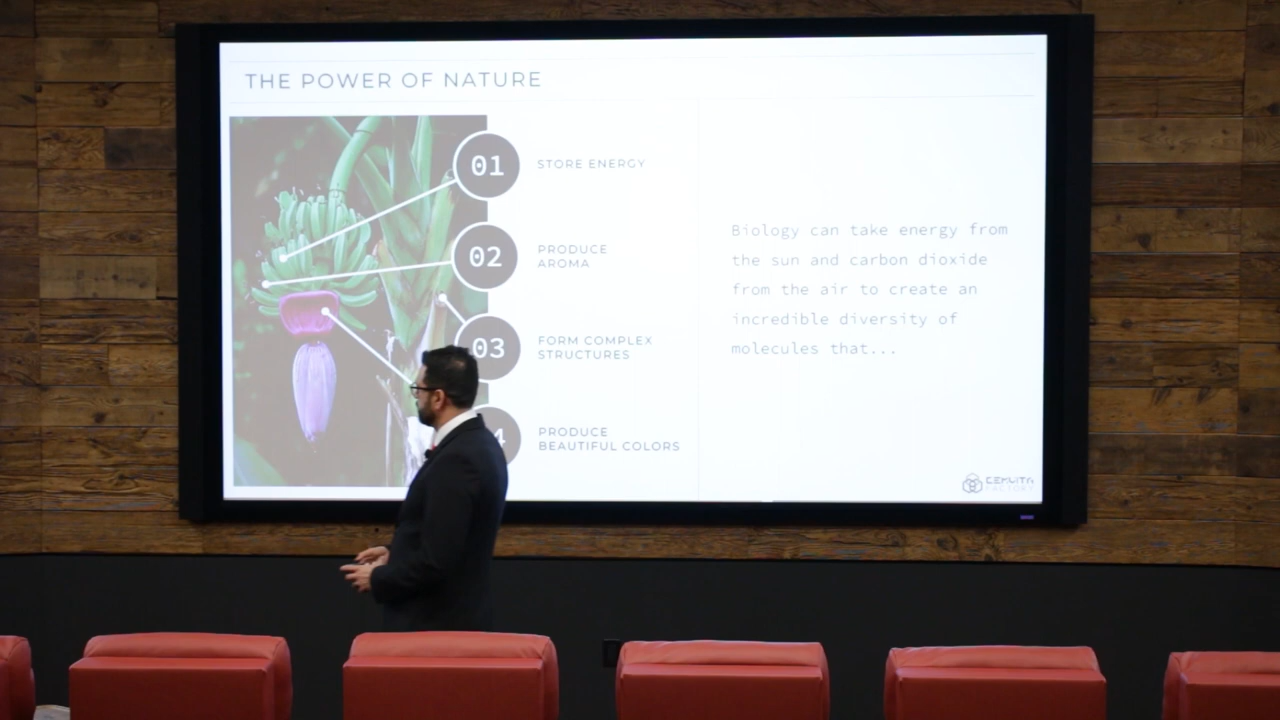 THE POWER OF NATURE
01
STORE ENERGY
02
PRODUCE
AROMA
03
FORM COMPLEX
STRUCTURES
4
PRODUCE
BEAUTIFUL COLORS
Biology can take energy from
the sun and carbon dioxide
from the air to create an
incredible diversity of
molecules that...
FACTORY